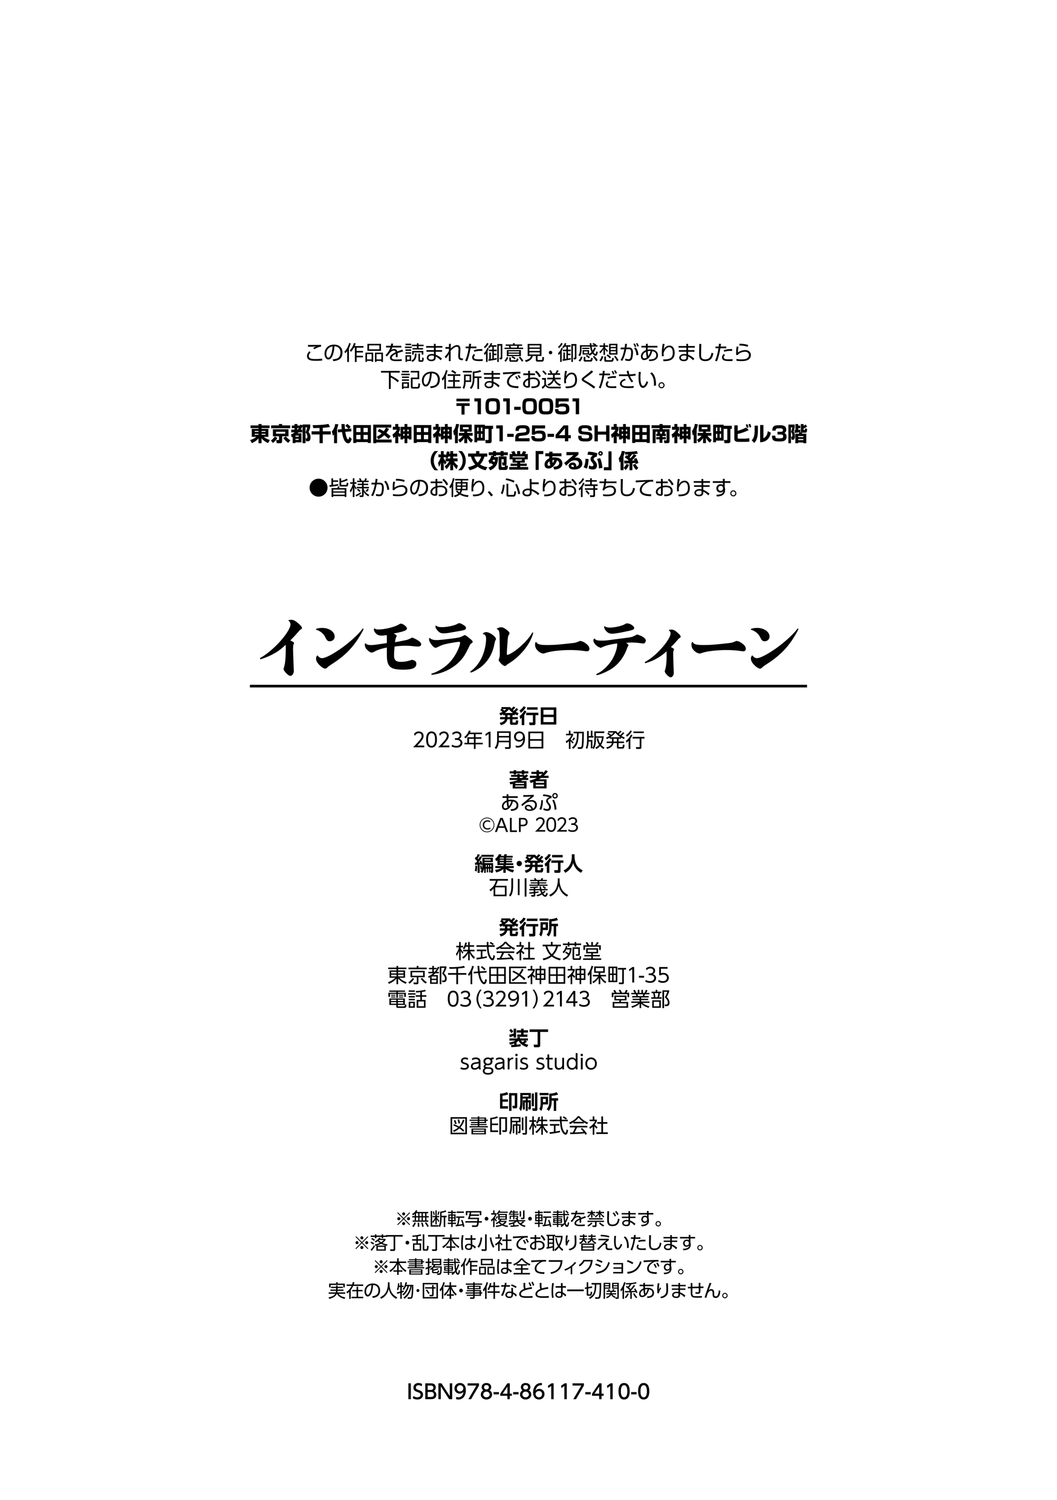 この作品を読まれた御意見・御感想がありましたら
下記の住所までお送りください。
〒101-0051
東京都千代田区神田神保町1-25-4 SH神田南神保町ビル3階
(株)文苑堂「あるぷ」係
●皆様からのお便り、心よりお待ちしております。
インモラルーティーン
発行日
2023年1月9日　初版発行
著者
あるぷ
©ALP 2023
編集・発行人
石川義人
発行所
株式会社 文苑堂
東京都千代田区神田神保町1-35
電話　03(3291)2143　営業部
装丁
sagaris studio
印刷所
図書印刷株式会社
※無断転写・複製・転載を禁じます。
※落丁・乱丁本は小社でお取り替えいたします。
※本書掲載作品は全てフィクションです。
実在の人物・団体・事件などとは一切関係ありません。
ISBN978-4-86117-410-0